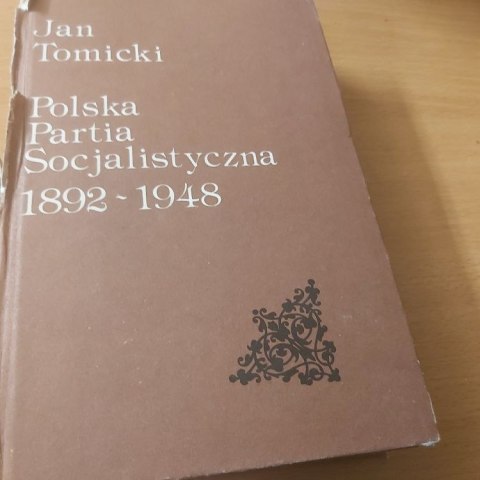 Jan
Tomicki
Polska
Partia
Socjalistyczna
1892-1948